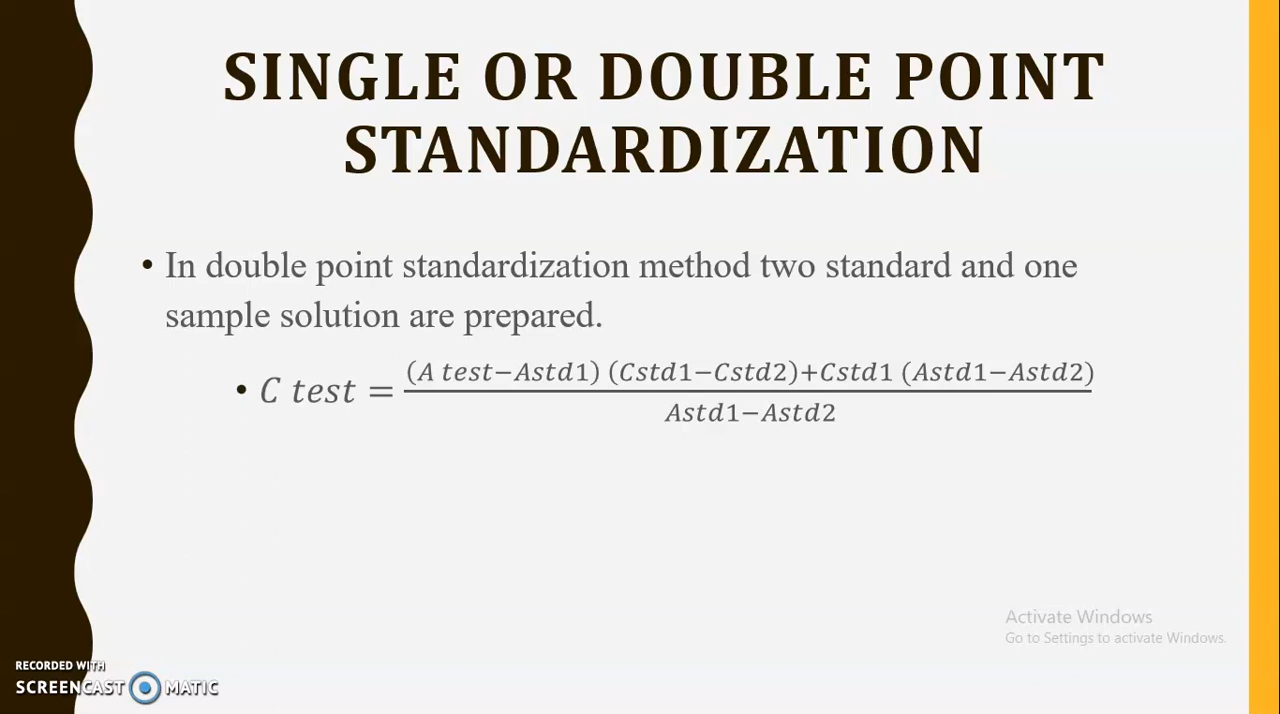 SINGLE OR DOUBLE POINT
STANDARDIZATION
• In double point standardization method two standard and one
sample solution are prepared.
• C test = (A test−Astd1) (Cstd1−Cstd2)+Cstd1 (Astd1−Astd2)
Astd1−Astd2
Activate Windows
Go to Settings to activate Windows.
RECORDED WITH
SCREENCAST MATIC